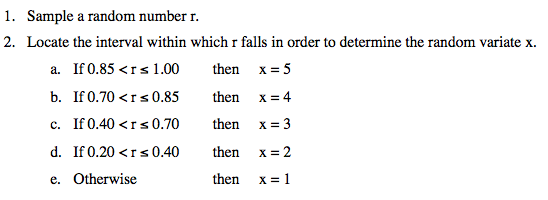 1. Sample a random number r.
2. Locate the interval within which r falls in order to determine the random variate x.
a. If 0.85 < r ≤ 1.00 then x = 5
b. If 0.70 < r ≤ 0.85 then x = 4
c. If 0.40 < r ≤ 0.70 then x = 3
d. If 0.20 < r ≤ 0.40 then x = 2
e. Otherwise then x = 1